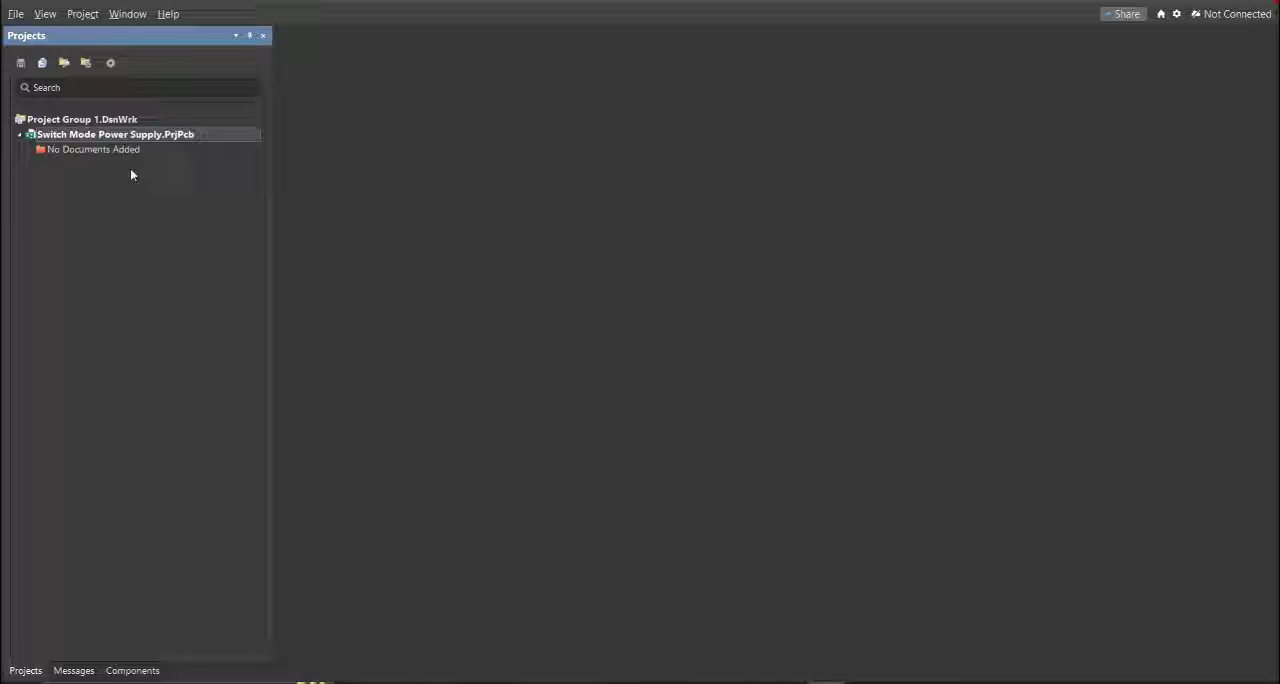 File View Project Window Help
Share Not Connected
Projects
Search
Project Group 1.DsnWrk
Switch Mode Power Supply.PrjPcb
No Documents Added
Projects Messages Components